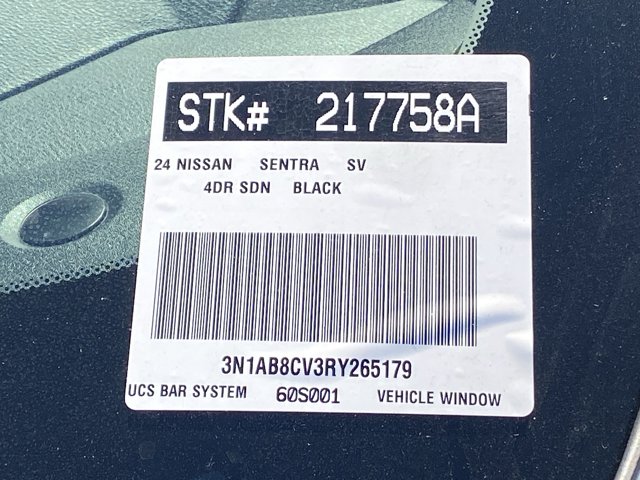 STK# 217758A
24 NISSAN SENTRA SV
4DR SDN BLACK
3N1AB8CV3RY265179
UCS BAR SYSTEM 60S001 VEHICLE WINDOW